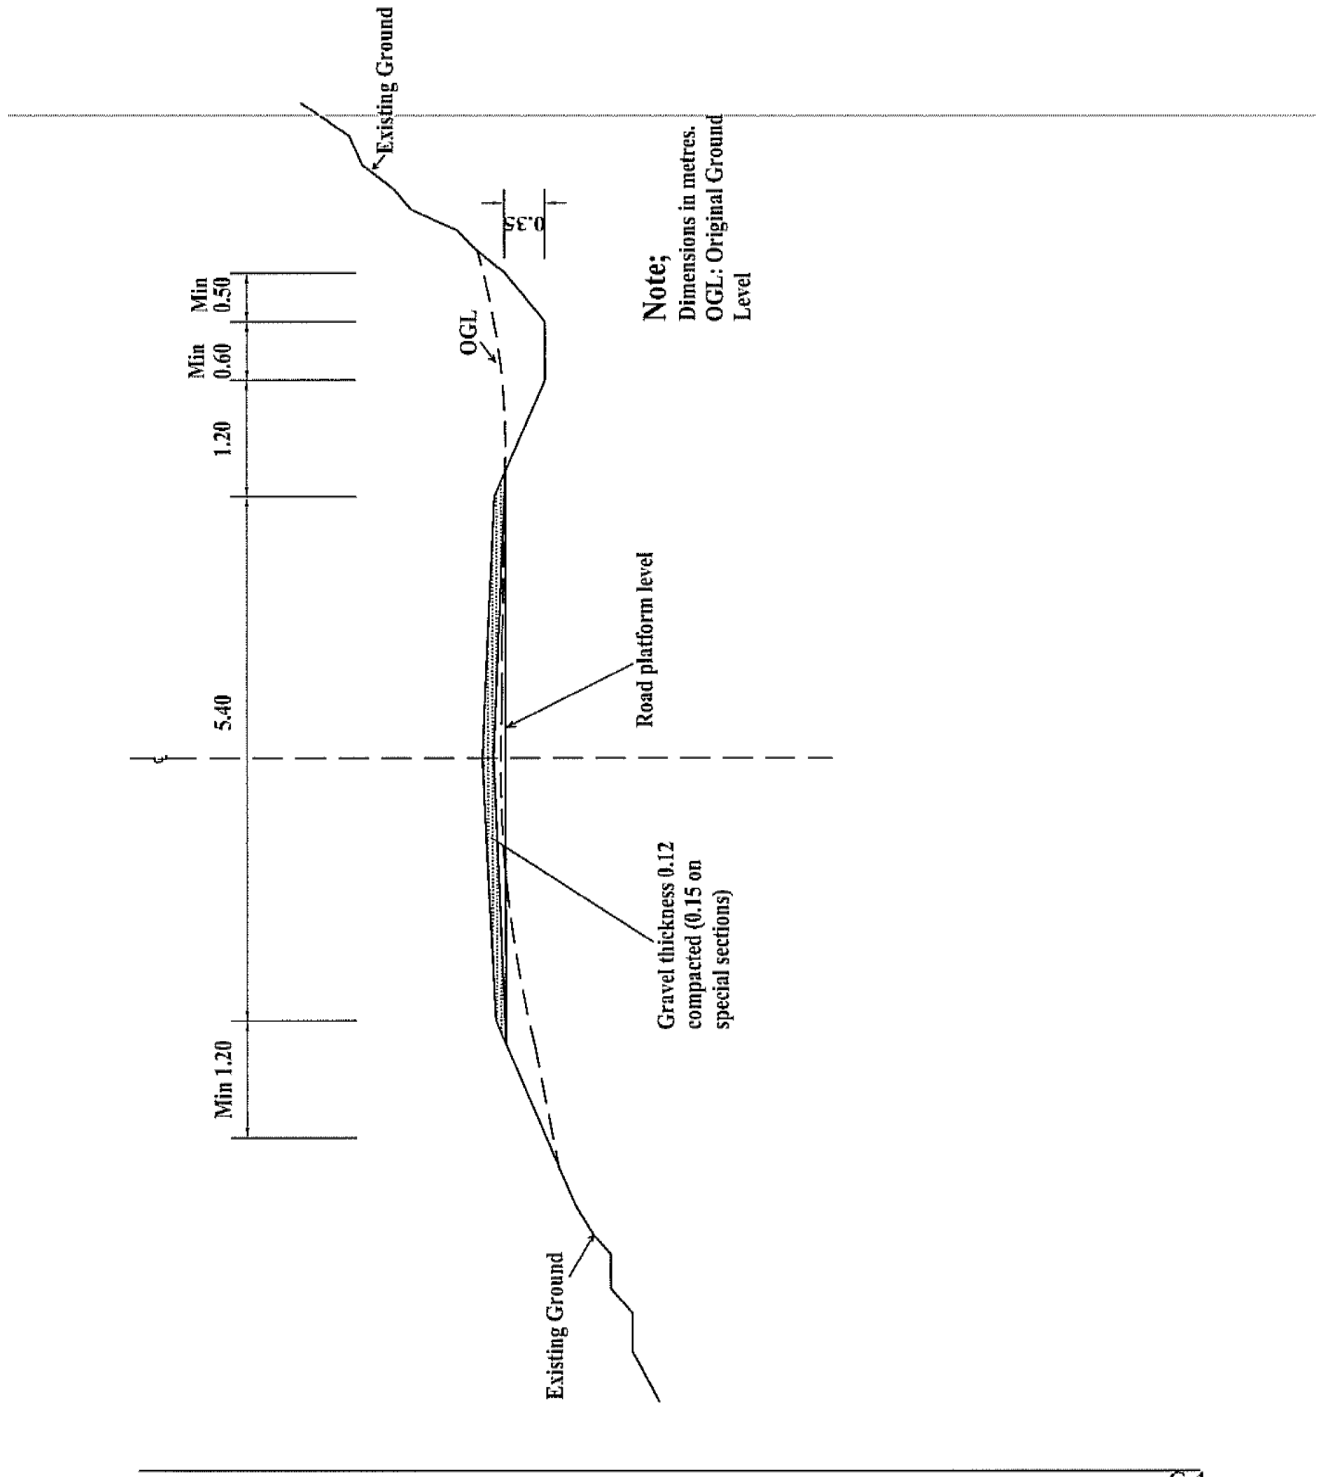 Min 1.20
5.40
1.20
Min
0.60
Min
0.50
Existing Ground
OGL
0.35
Existing Ground
Gravel thickness 0.12
compacted (0.15 on
special sections)
Road platform level
Note;
Dimensions in metres.
OGL: Original Ground
Level